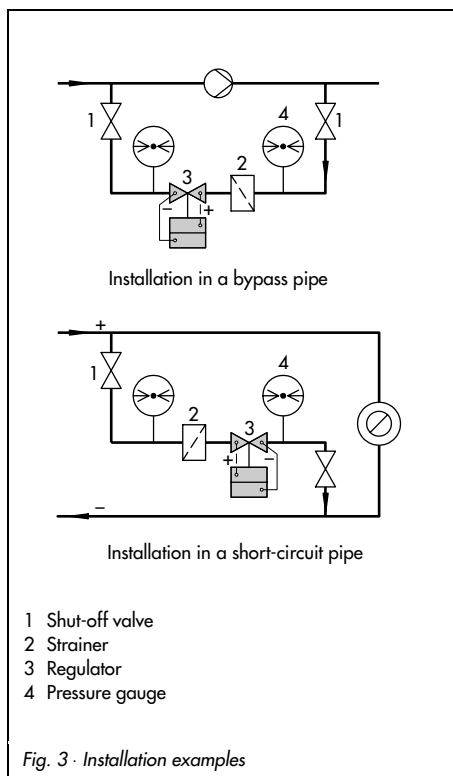 4
1
1
3
2
− +
Installation in a bypass pipe
+
1
4
2
3
+ −
−
Installation in a short-circuit pipe
1 Shut-off valve
2 Strainer
3 Regulator
4 Pressure gauge
Fig. 3 · Installation examples